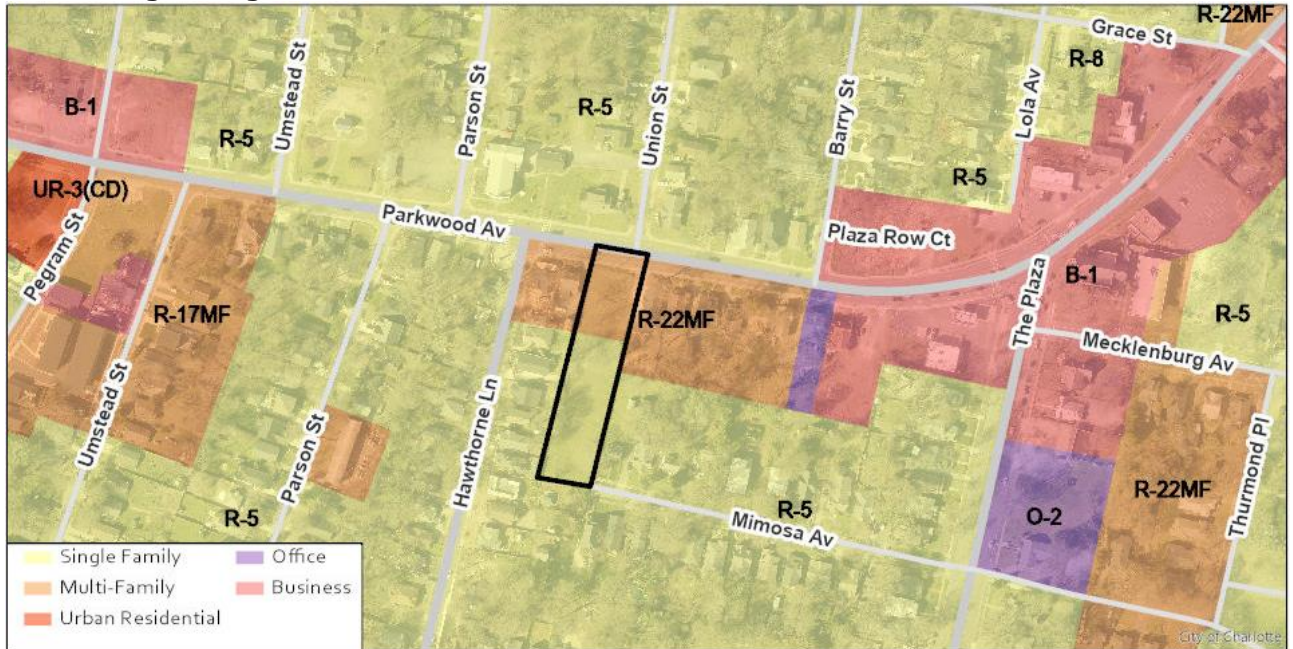 R-22MF
Grace St
R-8
Umstead St
Parson St
R-5
Union St
Barry St
Lola Av
B-1
R-5
R-5
UR-3(CD)
Parkwood Av
Plaza Row Ct
Pegram St
The Plaza
B-1
R-17MF
R-22MF
R-5
Mecklenburg Av
Umstead St
Parson St
Hawthorne Ln
Thurmond Pl
R-5
R-5
O-2
R-22MF
Mimosa Av
Single Family
Office
Multi-Family
Business
Urban Residential
City of Charlotte